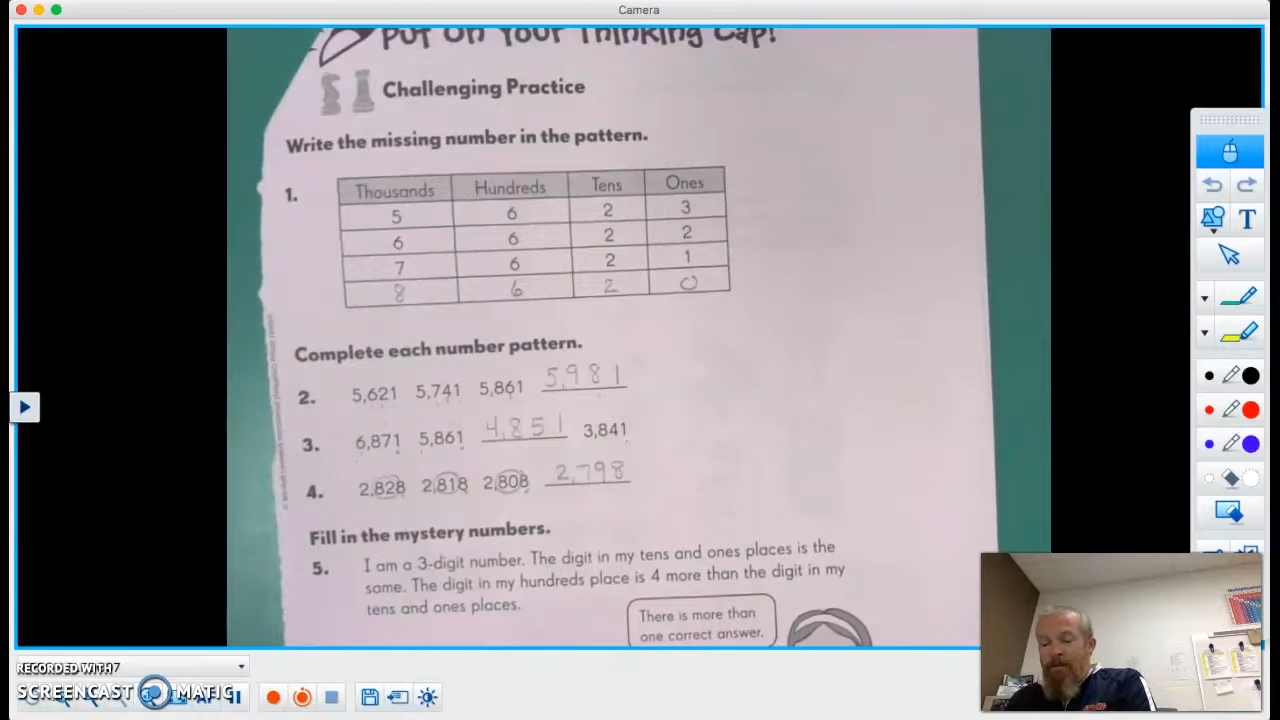 Camera
Put On Your Thinking Cap!
Challenging Practice
Write the missing number in the pattern.
1.
Thousands Hundreds Tens Ones
5 6 2 3
6 6 2 2
7 6 2 1
8 6 2 0
Complete each number pattern.
2. 5,621 5,741 5,861 5,981
3. 6,871 5,861 4,851 3,841
4. 2,828 2,818 2,808 2,798
Fill in the mystery numbers.
5. I am a 3-digit number. The digit in my tens and ones places is the
same. The digit in my hundreds place is 4 more than the digit in my
tens and ones places.
There is more than
one correct answer.
T
RECORDED WITH
SCREENCAST MATIC